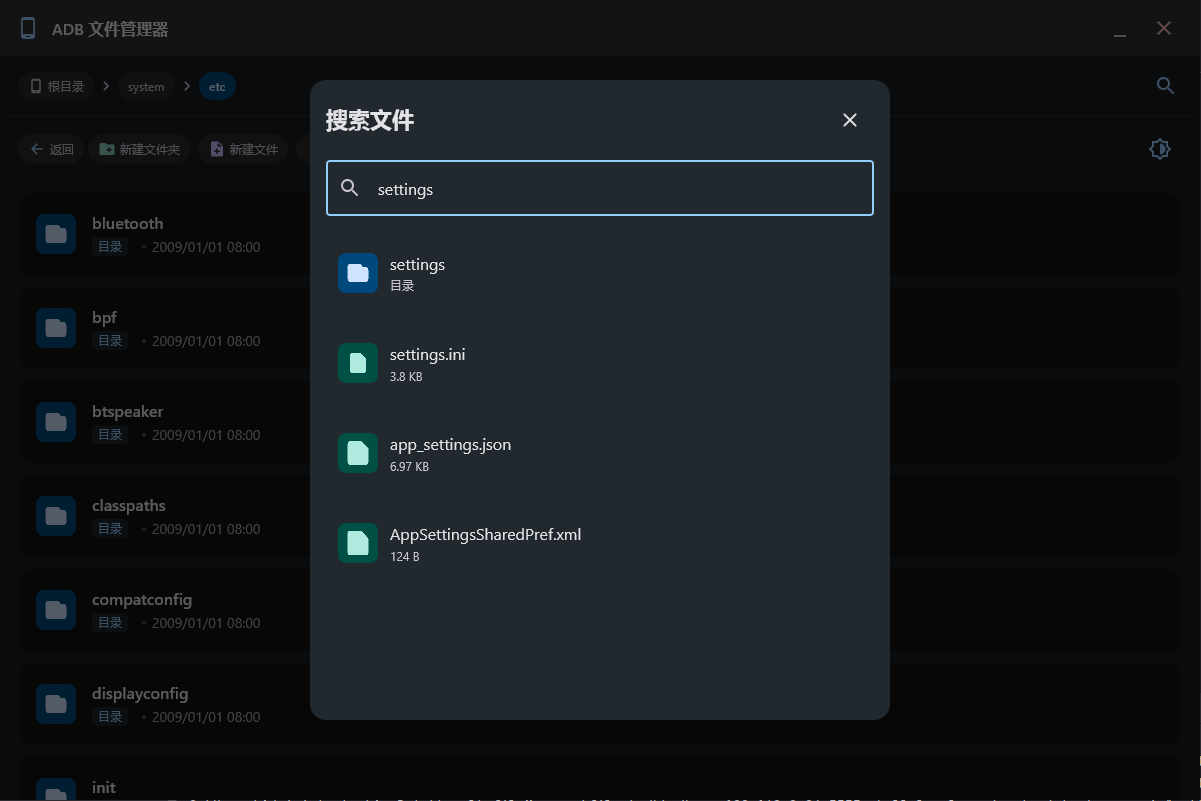 ADB 文件管理器
根目录
system
etc
返回
新建文件夹
新建文件
bluetooth
目录 • 2009/01/01 08:00
bpf
目录 • 2009/01/01 08:00
btspeaker
目录 • 2009/01/01 08:00
classpaths
目录 • 2009/01/01 08:00
compatconfig
目录 • 2009/01/01 08:00
displayconfig
目录 • 2009/01/01 08:00
init
搜索文件
settings
settings
目录
settings.ini
3.8 KB
app_settings.json
6.97 KB
AppSettingsSharedPref.xml
124 B